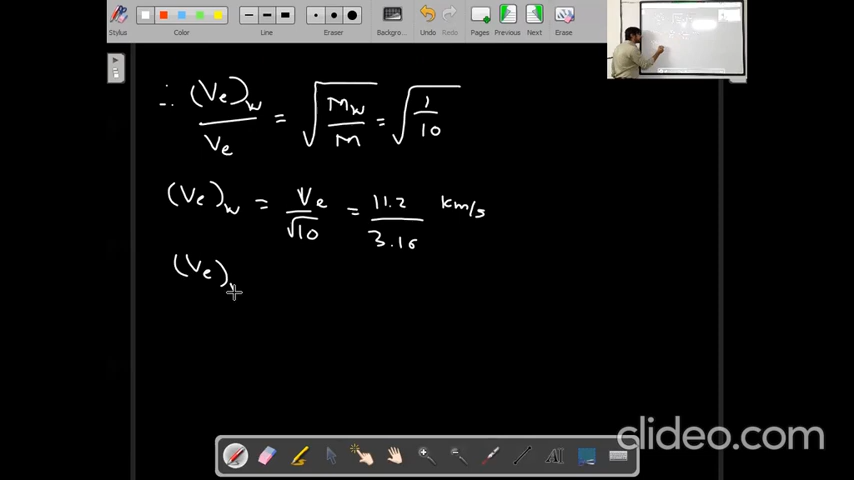 Stylus Color Line Eraser Undo Redo Pages Previous Next Erase
∴ (Ve)w / Ve = √(Mw / M) = √(1 / 10)
(Ve)w = Ve / √10 = 11.2 / 3.16 km/s
(Ve)w
clideo.com